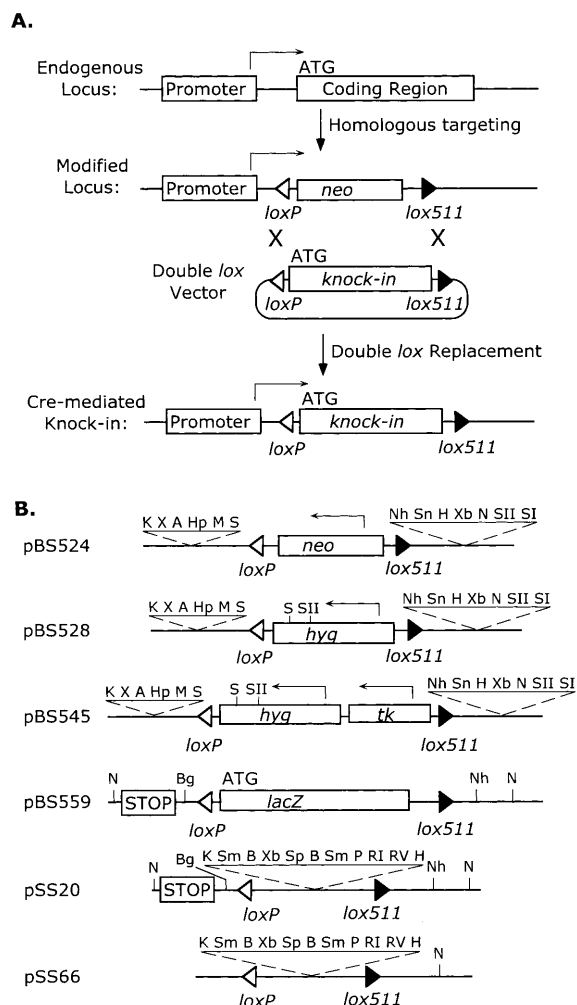 A.
Endogenous Locus:
Promoter
ATG
Coding Region
Homologous targeting
Modified Locus:
Promoter
neo
loxP
lox511
X X
Double lox Vector
ATG
knock-in
loxP
lox511
Double lox Replacement
Cre-mediated Knock-in:
Promoter
ATG
knock-in
loxP
lox511
B.
pBS524
K X A Hp M S
neo
Nh Sn H Xb N SII SI
loxP
lox511
pBS528
K X A Hp M S
S SII
hyg
Nh Sn H Xb N SII SI
loxP
lox511
pBS545
K X A Hp M S
S SII
hyg
tk
Nh Sn H Xb N SII SI
loxP
lox511
pBS559
N
STOP
Bg
ATG
lacZ
Nh
N
loxP
lox511
pSS20
N
STOP
Bg
K Sm B Xb Sp B Sm P RI RV H
Nh
N
loxP
lox511
pSS66
K Sm B Xb Sp B Sm P RI RV H
N
loxP
lox511